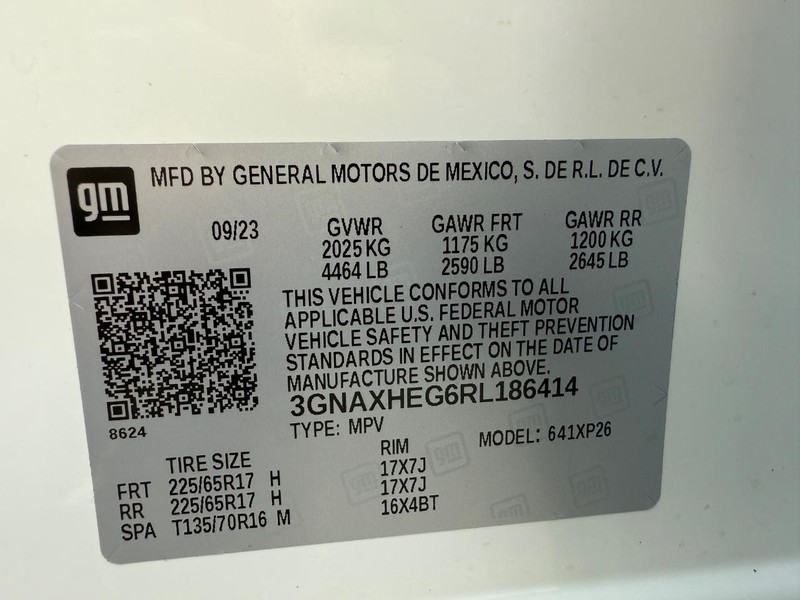 gm
MFD BY GENERAL MOTORS DE MEXICO, S. DE R.L. DE C.V.
09/23 GVWR GAWR FRT GAWR RR
2025 KG 1175 KG 1200 KG
4464 LB 2590 LB 2645 LB
THIS VEHICLE CONFORMS TO ALL
APPLICABLE U.S. FEDERAL MOTOR
VEHICLE SAFETY AND THEFT PREVENTION
STANDARDS IN EFFECT ON THE DATE OF
MANUFACTURE SHOWN ABOVE.
3GNAXHEG6RL186414
8624
TYPE: MPV MODEL: 641XP26
TIRE SIZE RIM
FRT 225/65R17 H 17X7J
RR 225/65R17 H 17X7J
SPA T135/70R16 M 16X4BT